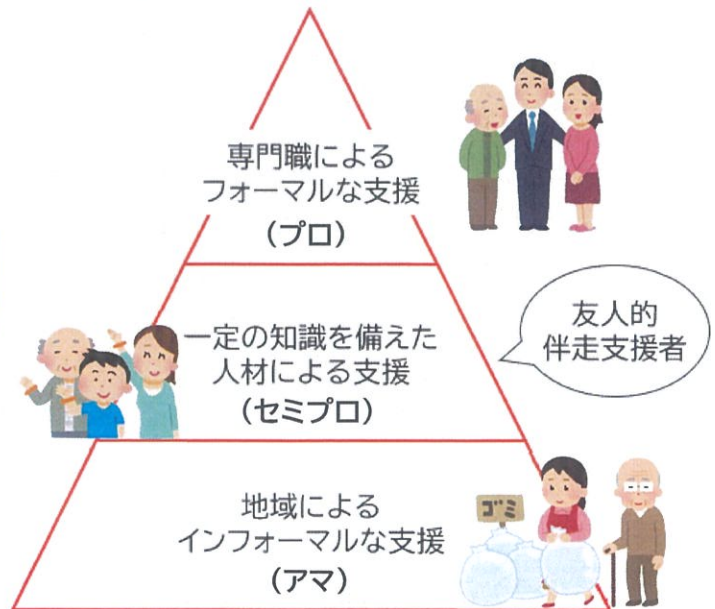 専門職による
フォーマルな支援
(プロ)
一定の知識を備えた
人材による支援
(セミプロ)
友人的
伴走支援者
地域による
インフォーマルな支援
(アマ)
ゴミ